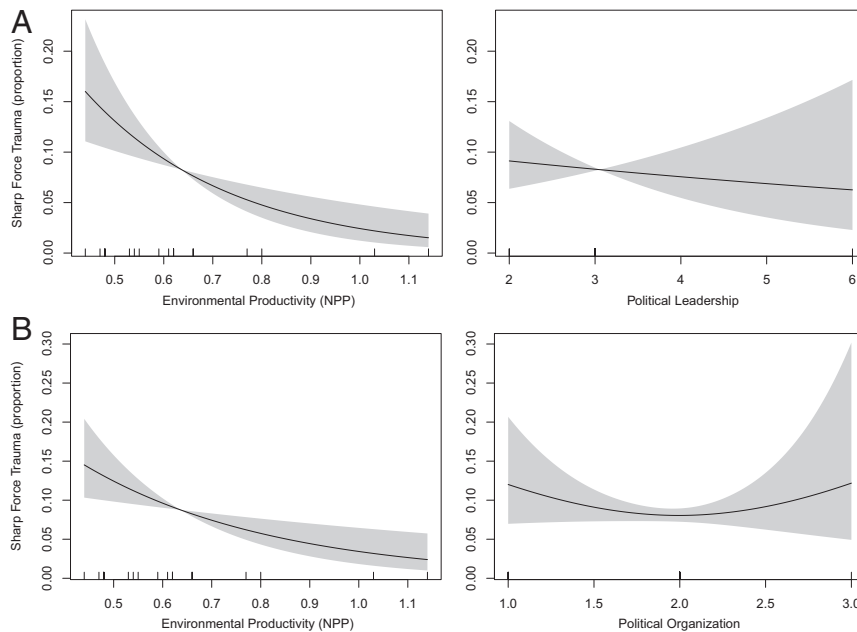 A
Sharp Force Trauma (proportion)
0.00 0.05 0.10 0.15 0.20
0.5 0.6 0.7 0.8 0.9 1.0 1.1
Environmental Productivity (NPP)
0.00 0.05 0.10 0.15 0.20
2 3 4 5 6
Political Leadership
B
Sharp Force Trauma (proportion)
0.00 0.05 0.10 0.15 0.20 0.25 0.30
0.5 0.6 0.7 0.8 0.9 1.0 1.1
Environmental Productivity (NPP)
0.00 0.05 0.10 0.15 0.20 0.25 0.30
1.0 1.5 2.0 2.5 3.0
Political Organization